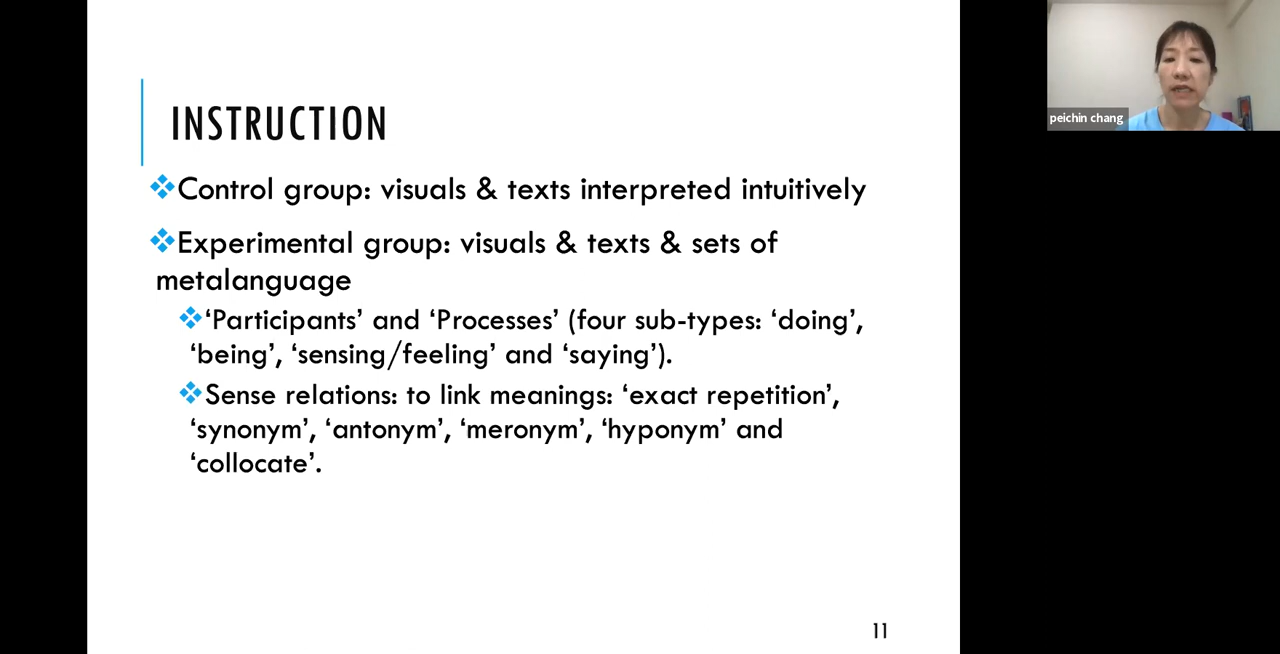 INSTRUCTION
Control group: visuals & texts interpreted intuitively
Experimental group: visuals & texts & sets of
metalanguage
‘Participants’ and ‘Processes’ (four sub-types: ‘doing’,
‘being’, ‘sensing/feeling’ and ‘saying’).
Sense relations: to link meanings: ‘exact repetition’,
‘synonym’, ‘antonym’, ‘meronym’, ‘hyponym’ and
‘collocate’.
11
peichin chang